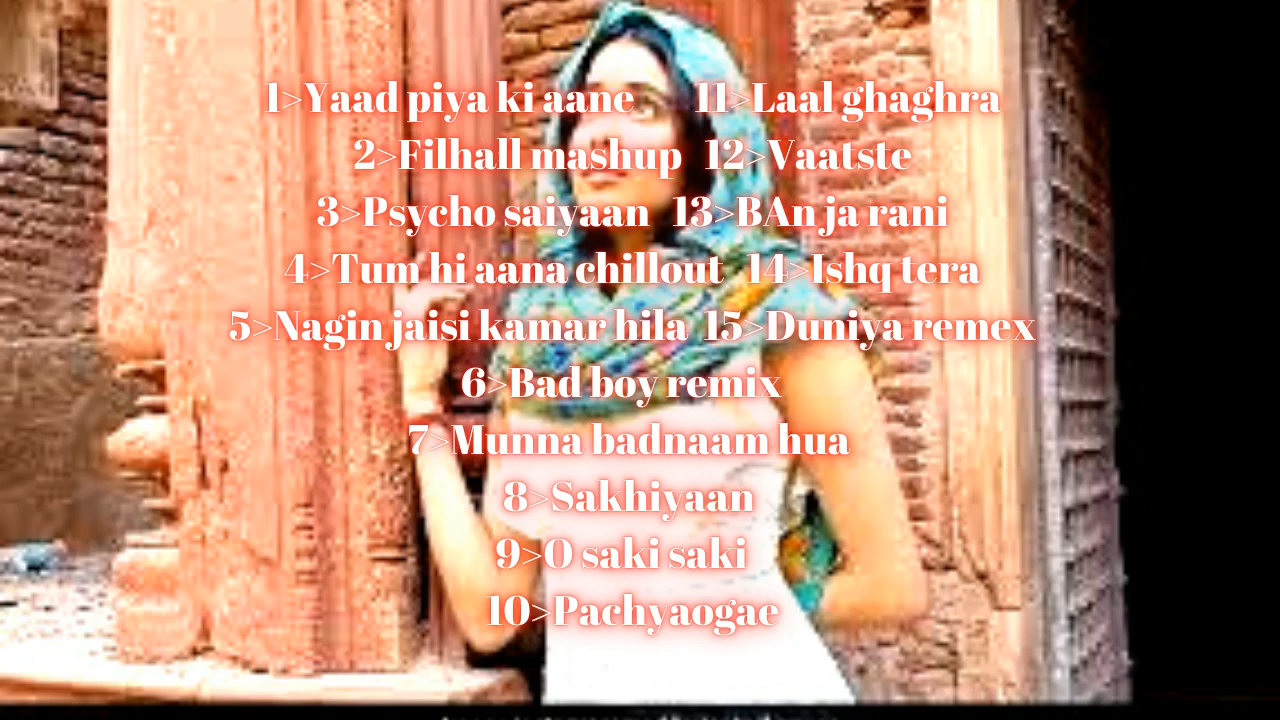 1>Yaad piya ki aane 11>Laal ghaghra
2>Filhall mashup 12>Vaatste
3>Psycho saiyaan 13>BAn ja rani
4>Tum hi aana chillout 14>Ishq tera
5>Nagin jaisi kamar hila 15>Duniya remex
6>Bad boy remix
7>Munna badnaam hua
8>Sakhiyaan
9>O saki saki
10>Pachyaogae